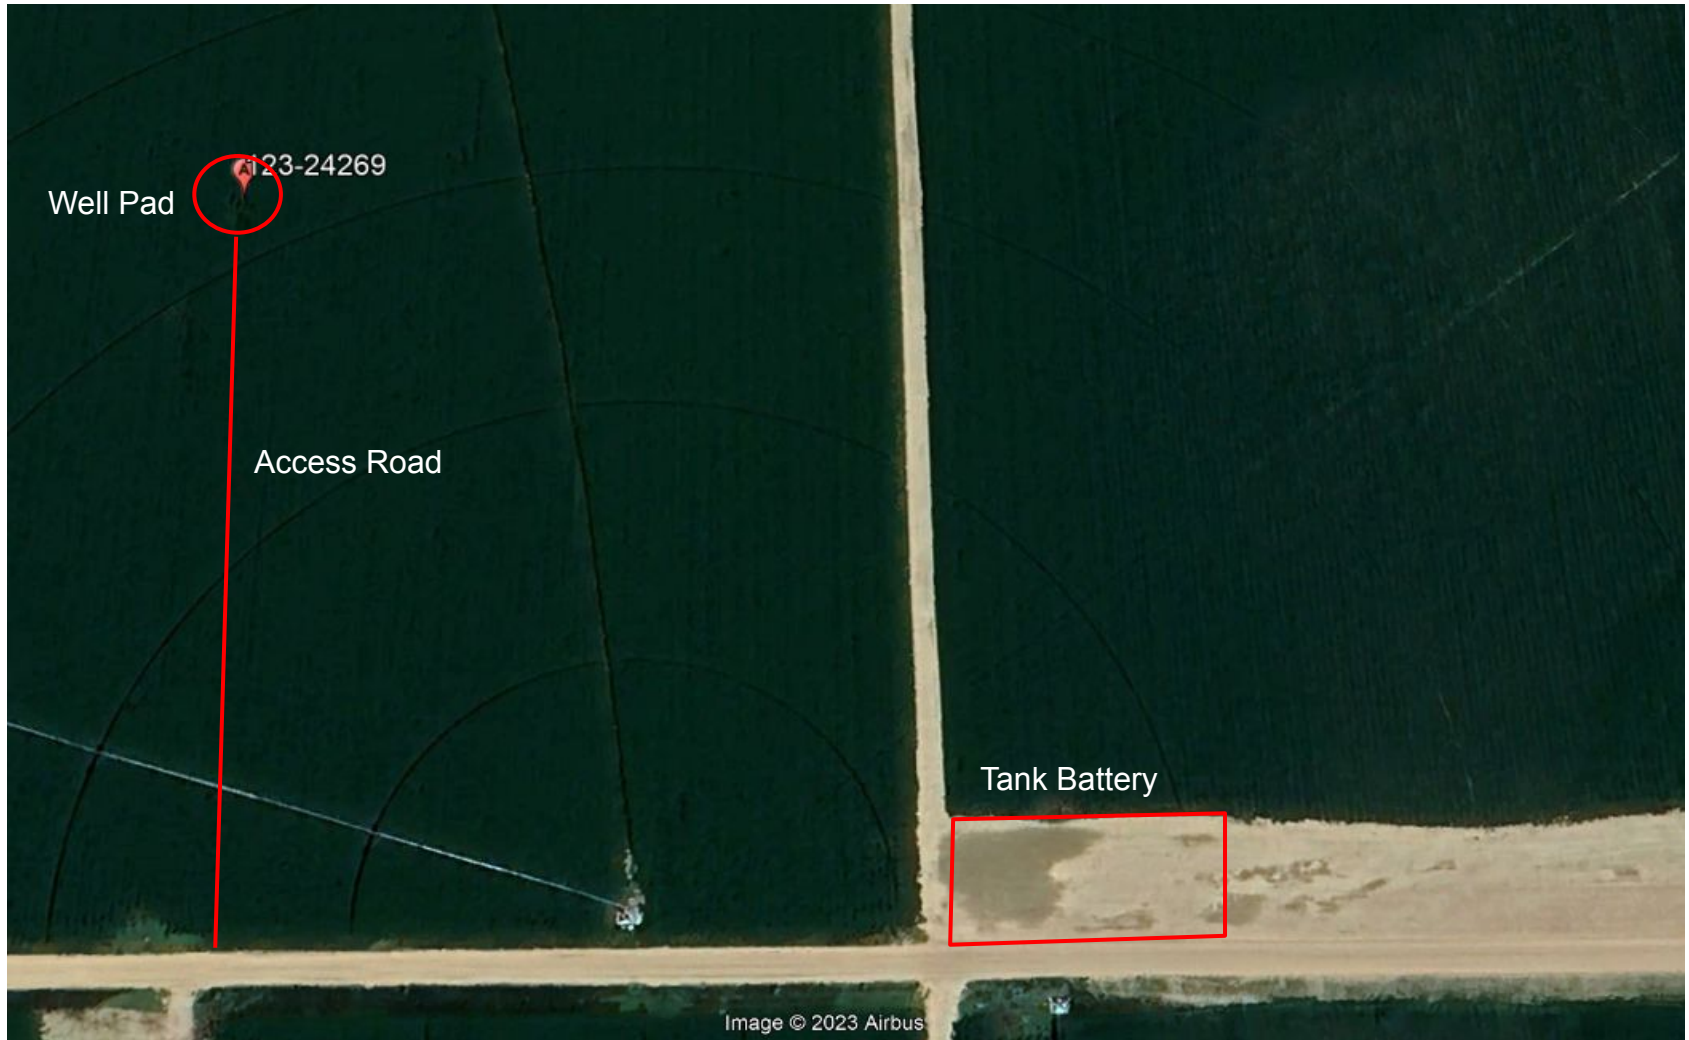 123-24269
Well Pad
A
Access Road
Tank Battery
Image © 2023 Airbus